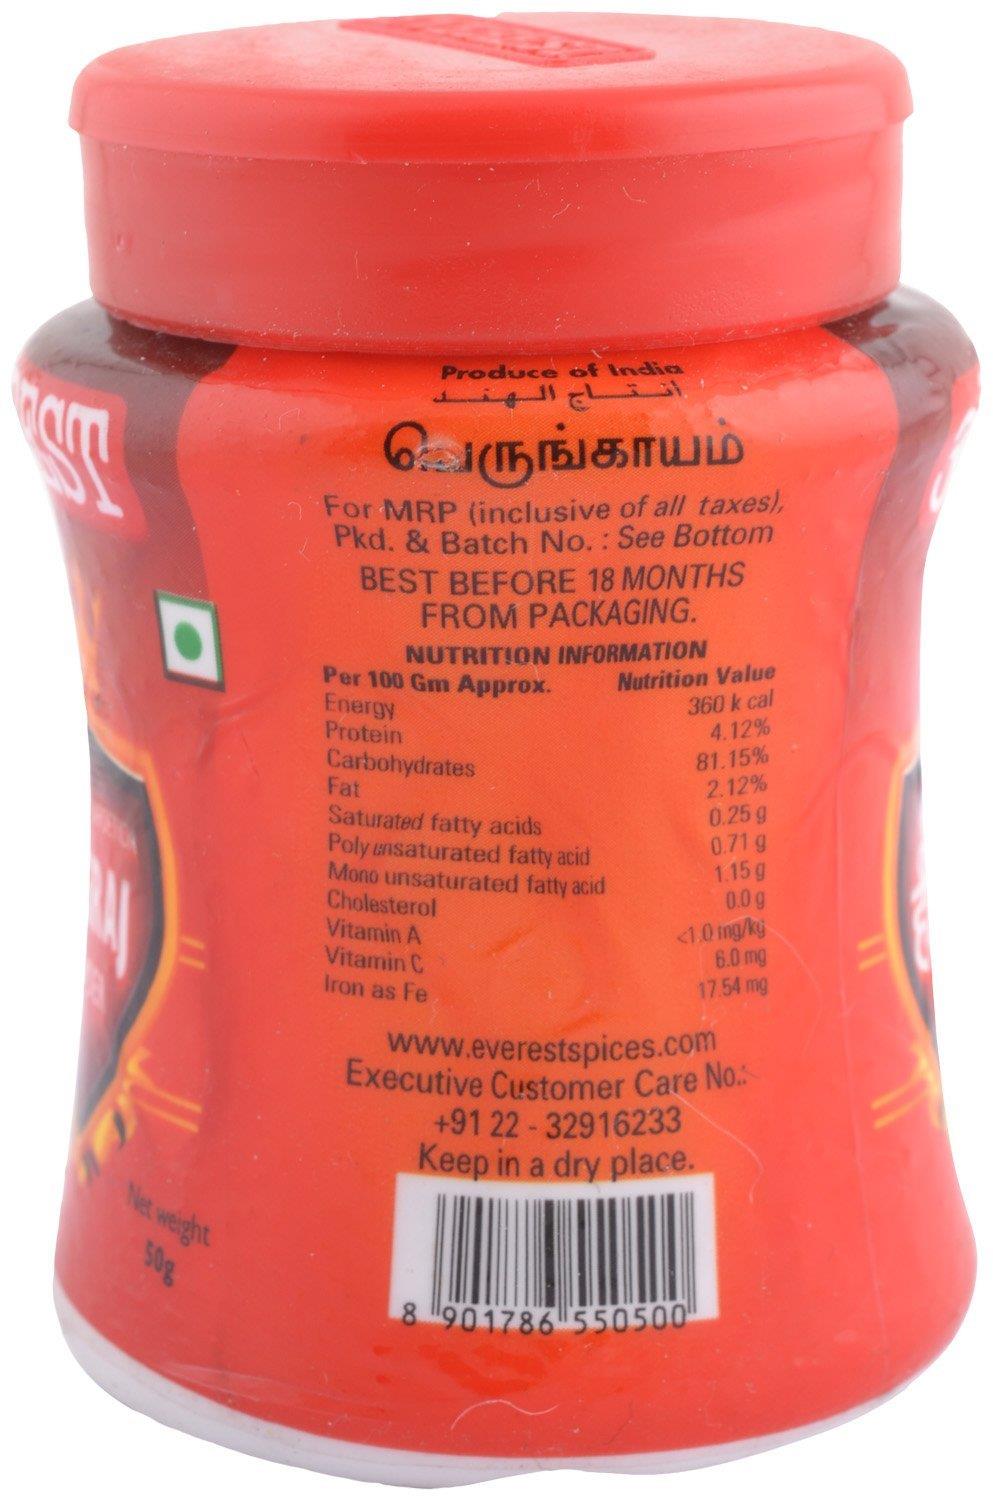 Produce of India
انتاج الهند
பெருங்காயம்
For MRP (inclusive of all taxes),
Pkd. & Batch No. : See Bottom
BEST BEFORE 18 MONTHS
FROM PACKAGING.
NUTRITION INFORMATION
Per 100 Gm Approx. Nutrition Value
Energy 360 k cal
Protein 4.12%
Carbohydrates 81.15%
Fat 2.12%
Saturated fatty acids 0.25 g
Poly unsaturated fatty acid 0.71 g
Mono unsaturated fatty acid 1.15 g
Cholesterol 0.0 g
Vitamin A <1.0 mg/kg
Vitamin C 6.0 mg
Iron as Fe 17.54 mg
www.everestspices.com
Executive Customer Care No.:
+91 22 - 32916233
Keep in a dry place.
8 901786 550500
EST
RAJ
Net weight
50g